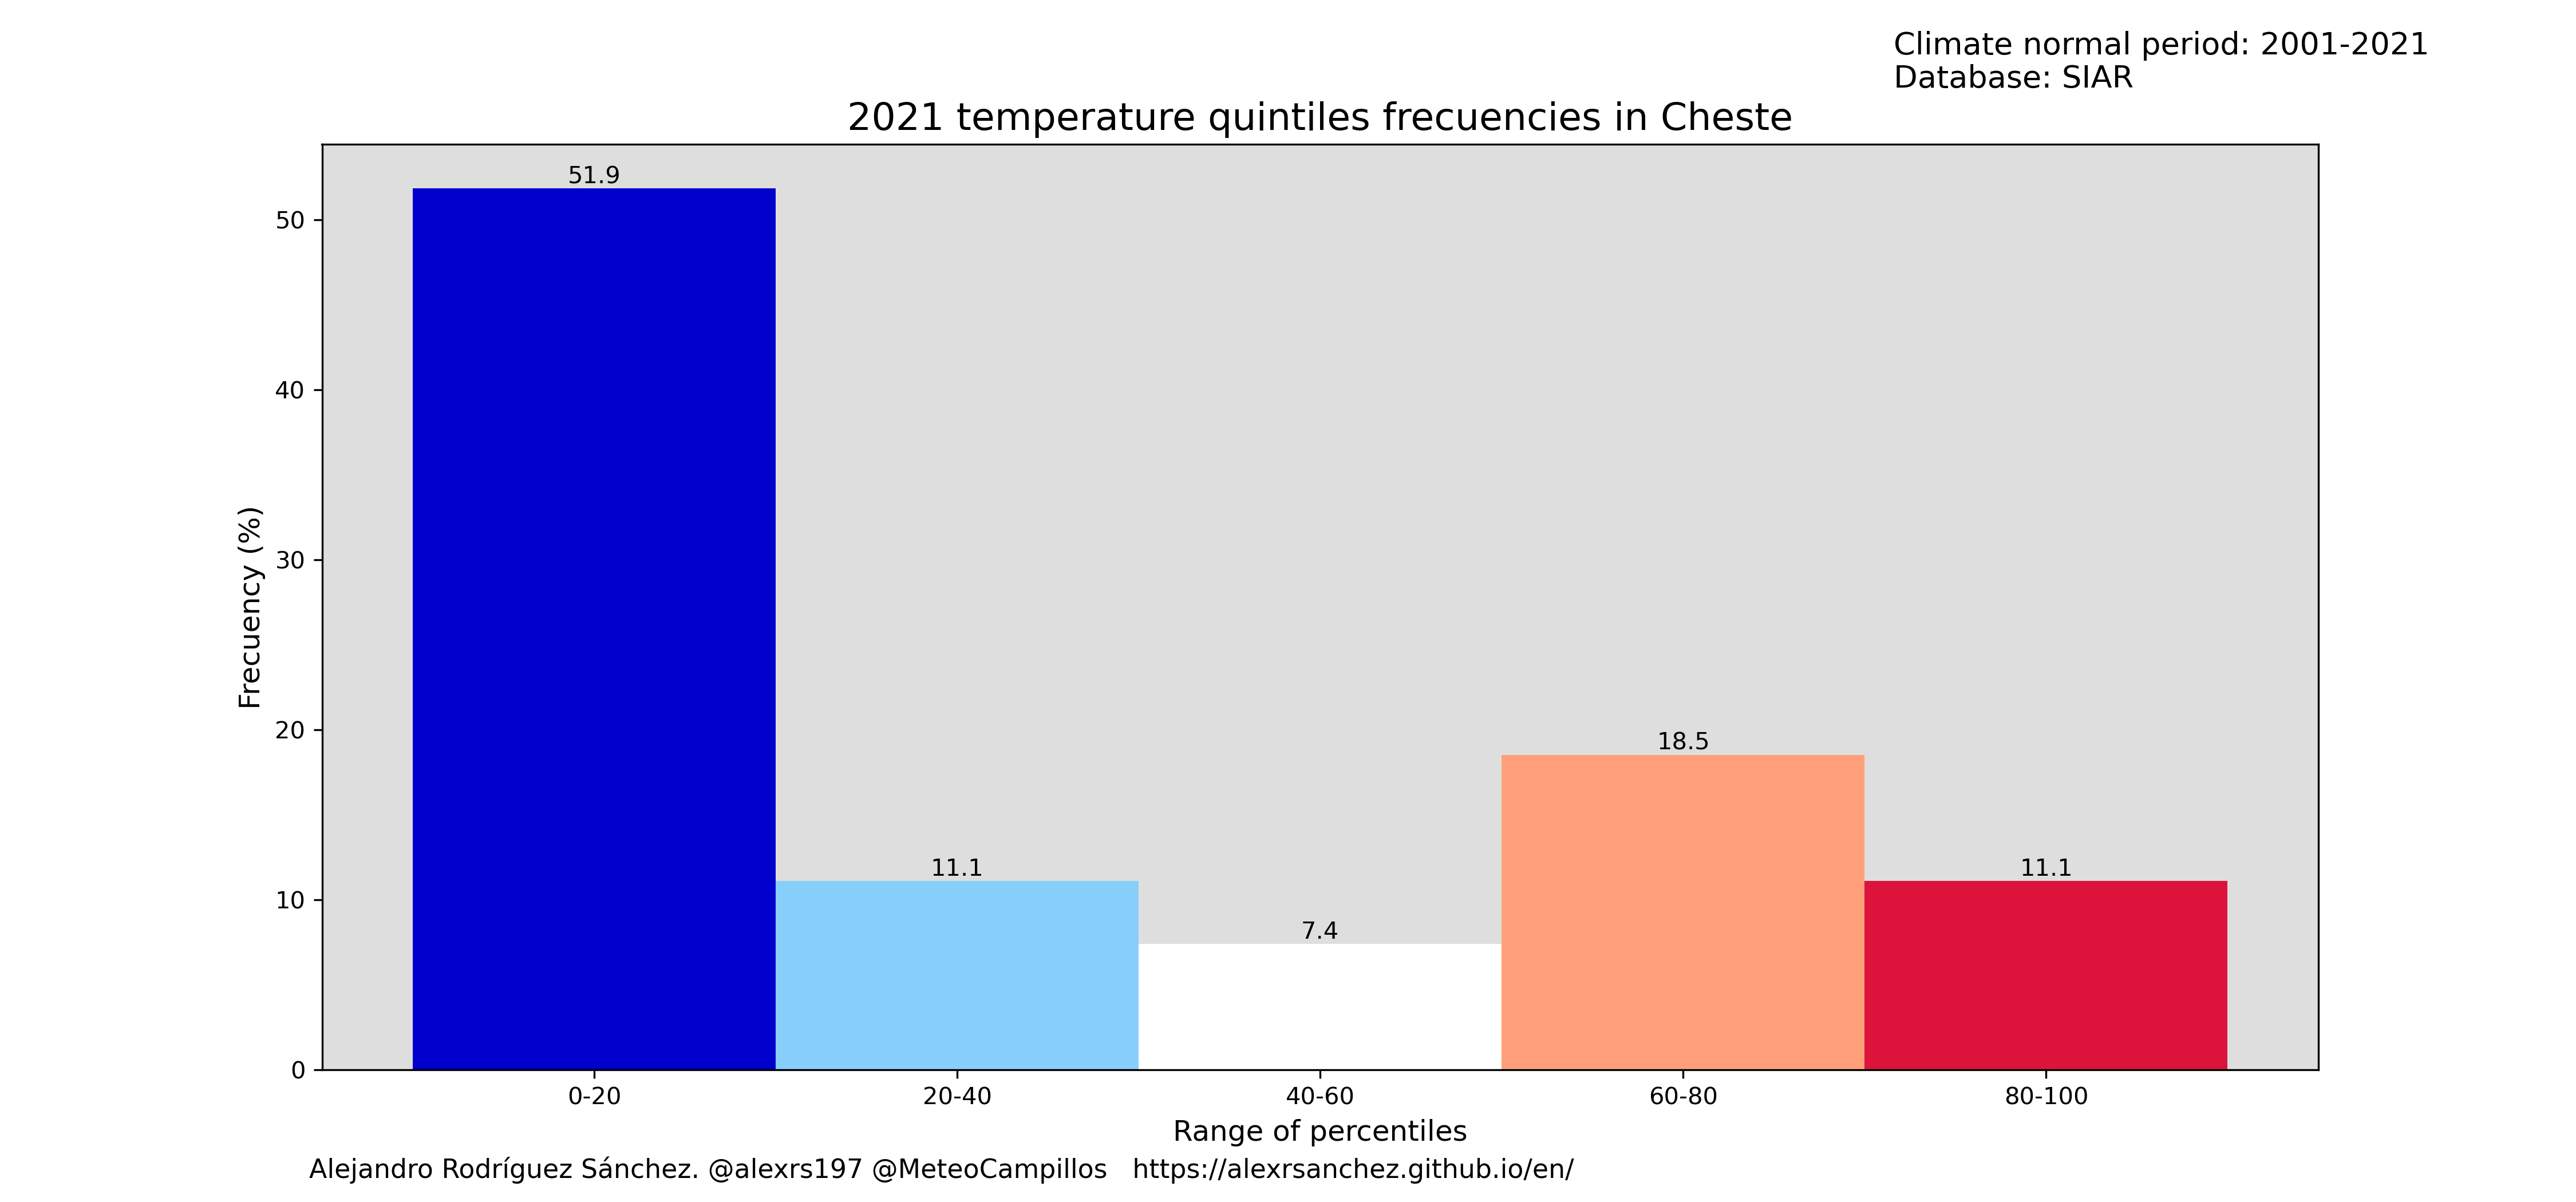 Climate normal period: 2001-2021
Database: SIAR
2021 temperature quintiles frecuencies in Cheste
51.9
50
40
Frecuency (%)
30
20
18.5
11.1
11.1
10
7.4
0
0-20 20-40 40-60 60-80 80-100
Range of percentiles
Alejandro Rodríguez Sánchez. @alexrs197 @MeteoCampillos https://alexrsanchez.github.io/en/